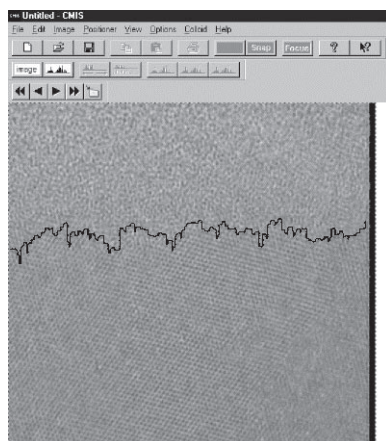 Untitled - CMIS
File Edit Image Positioner View Options Colloid Help
Snap Focus
image